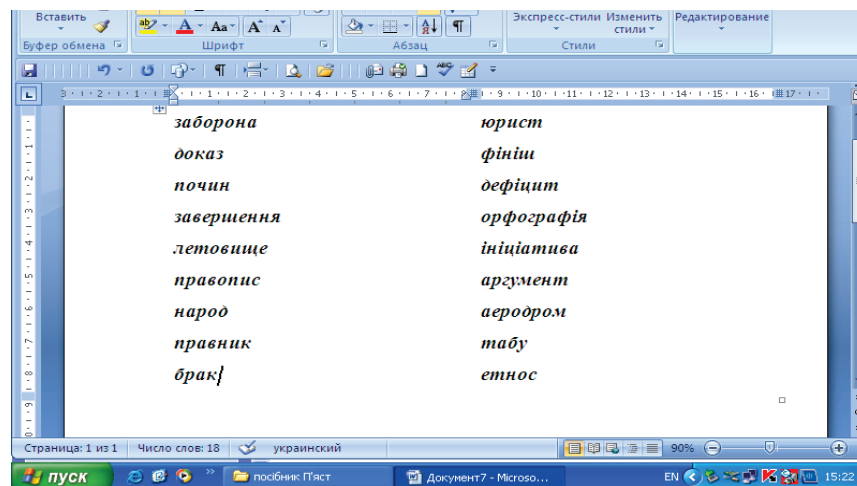 Вставить Экспресс-стили Изменить стили Редактирование
Буфер обмена Шрифт Абзац Стили
заборона юрист
доказ фініш
почин дефіцит
завершення орфографія
летовище ініціатива
правопис аргумент
народ аеродром
правник табу
брак етнос
Страница: 1 из 1 Число слов: 18 украинский 90%
пуск посібник П'яст Документ7 - Microso... EN 15:22